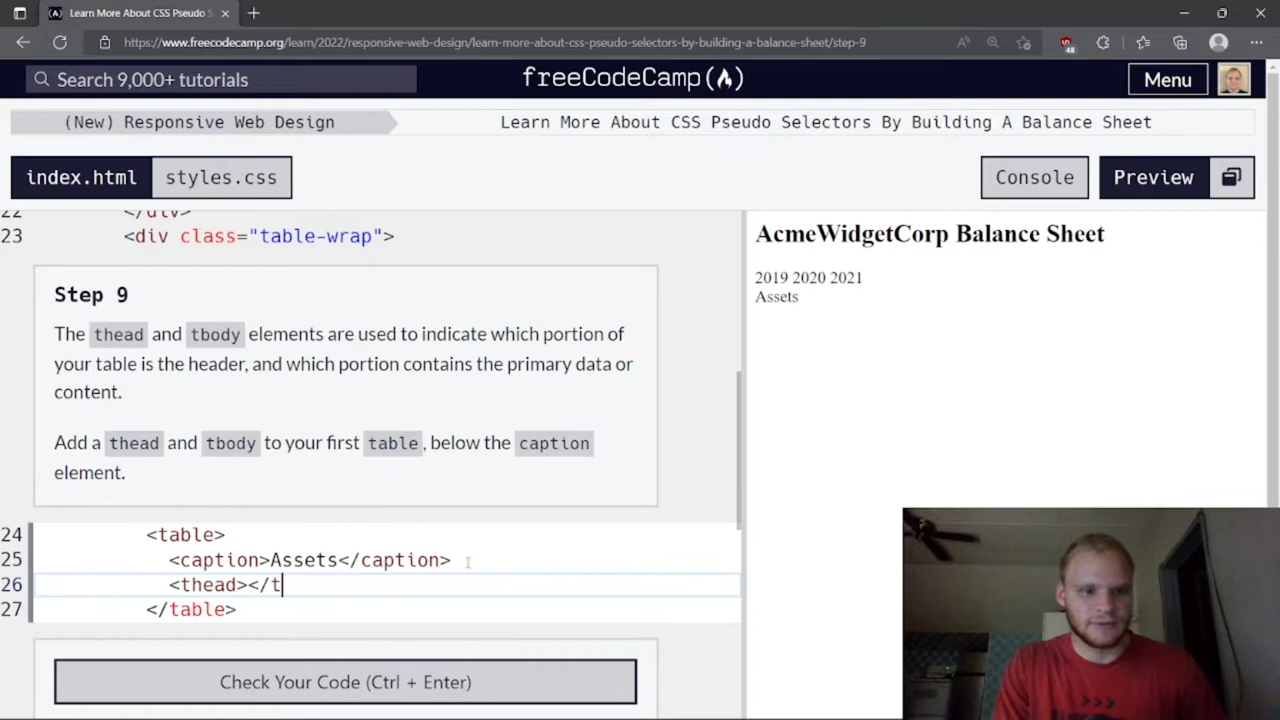 Learn More About CSS Pseudo S
https://www.freecodecamp.org/learn/2022/responsive-web-design/learn-more-about-css-pseudo-selectors-by-building-a-balance-sheet/step-9
48
Search 9,000+ tutorials
freeCodeCamp
Menu
(New) Responsive Web Design
Learn More About CSS Pseudo Selectors By Building A Balance Sheet
index.html
styles.css
Console
Preview
22 </div>
23 <div class="table-wrap">
Step 9
The thead and tbody elements are used to indicate which portion of
your table is the header, and which portion contains the primary data or
content.
Add a thead and tbody to your first table, below the caption
element.
24 <table>
25 <caption>Assets</caption>
26 <thead></t
27 </table>
Check Your Code (Ctrl + Enter)
AcmeWidgetCorp Balance Sheet
2019 2020 2021
Assets